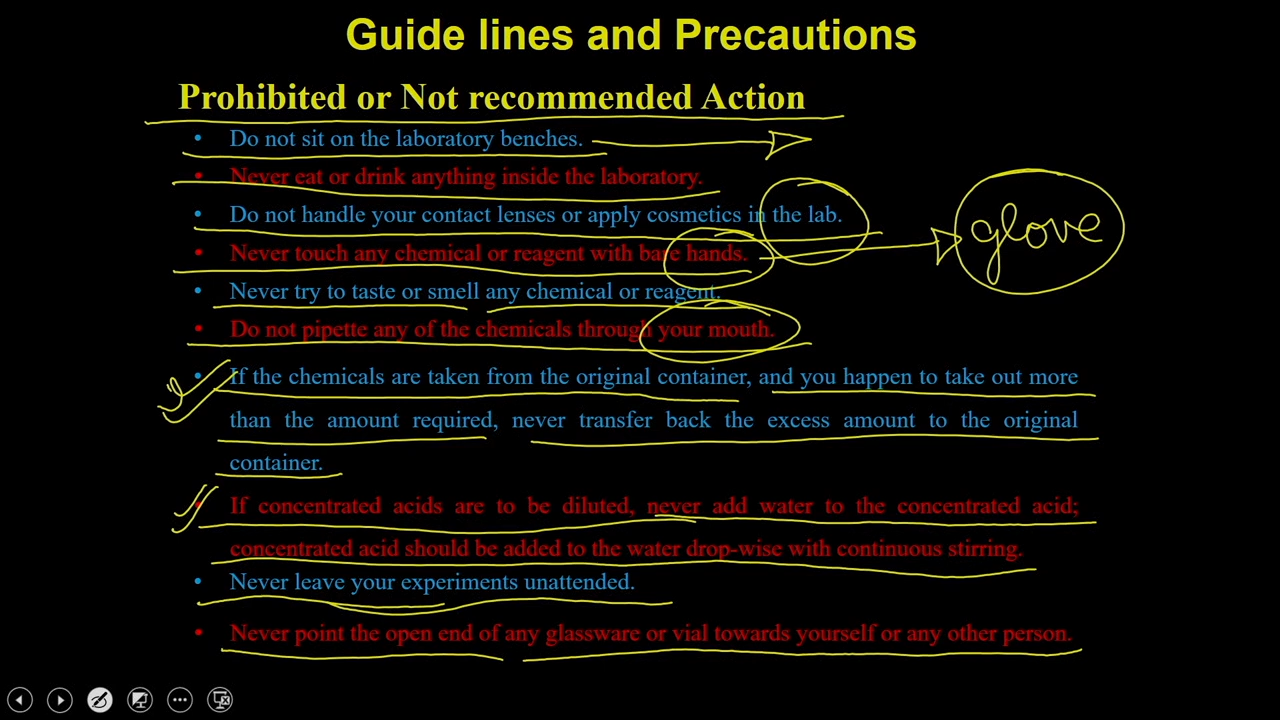 Guide lines and Precautions
Prohibited or Not recommended Action
• Do not sit on the laboratory benches.
• Never eat or drink anything inside the laboratory.
• Do not handle your contact lenses or apply cosmetics in the lab.
glove
• Never touch any chemical or reagent with bare hands.
• Never try to taste or smell any chemical or reagent.
• Do not pipette any of the chemicals through your mouth.
• If the chemicals are taken from the original container, and you happen to take out more
than the amount required, never transfer back the excess amount to the original
container.
• If concentrated acids are to be diluted, never add water to the concentrated acid;
concentrated acid should be added to the water drop-wise with continuous stirring.
• Never leave your experiments unattended.
• Never point the open end of any glassware or vial towards yourself or any other person.